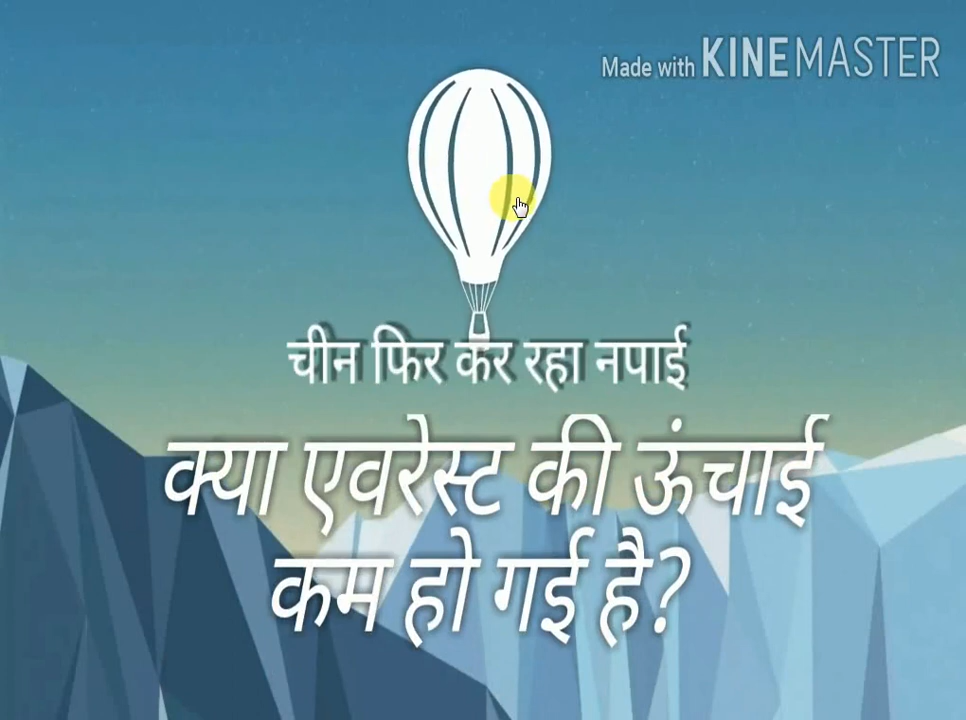 Made with KINEMASTER
चीन फिर कर रहा नपाई
क्या एवरेस्ट की ऊंचाई
कम हो गई है?